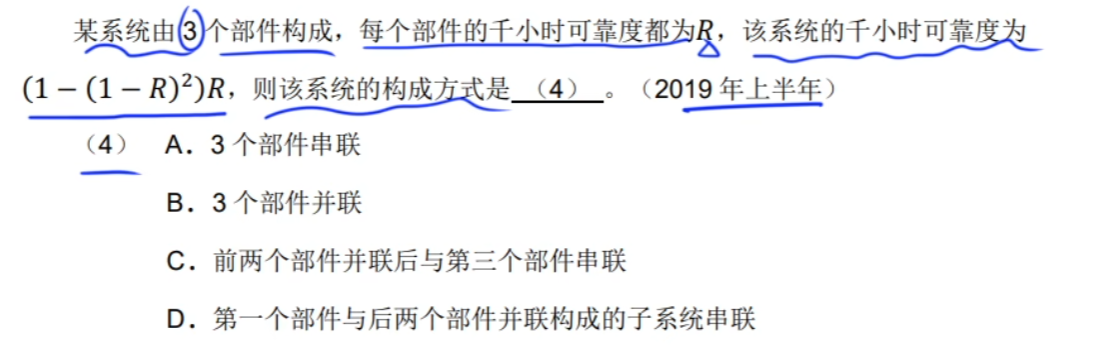 某系统由3个部件构成，每个部件的千小时可靠度都为R，该系统的千小时可靠度为
(1 − (1 − R)²)R，则该系统的构成方式是 （4） 。（2019 年上半年）
（4） A．3 个部件串联
B．3 个部件并联
C．前两个部件并联后与第三个部件串联
D．第一个部件与后两个部件并联构成的子系统串联